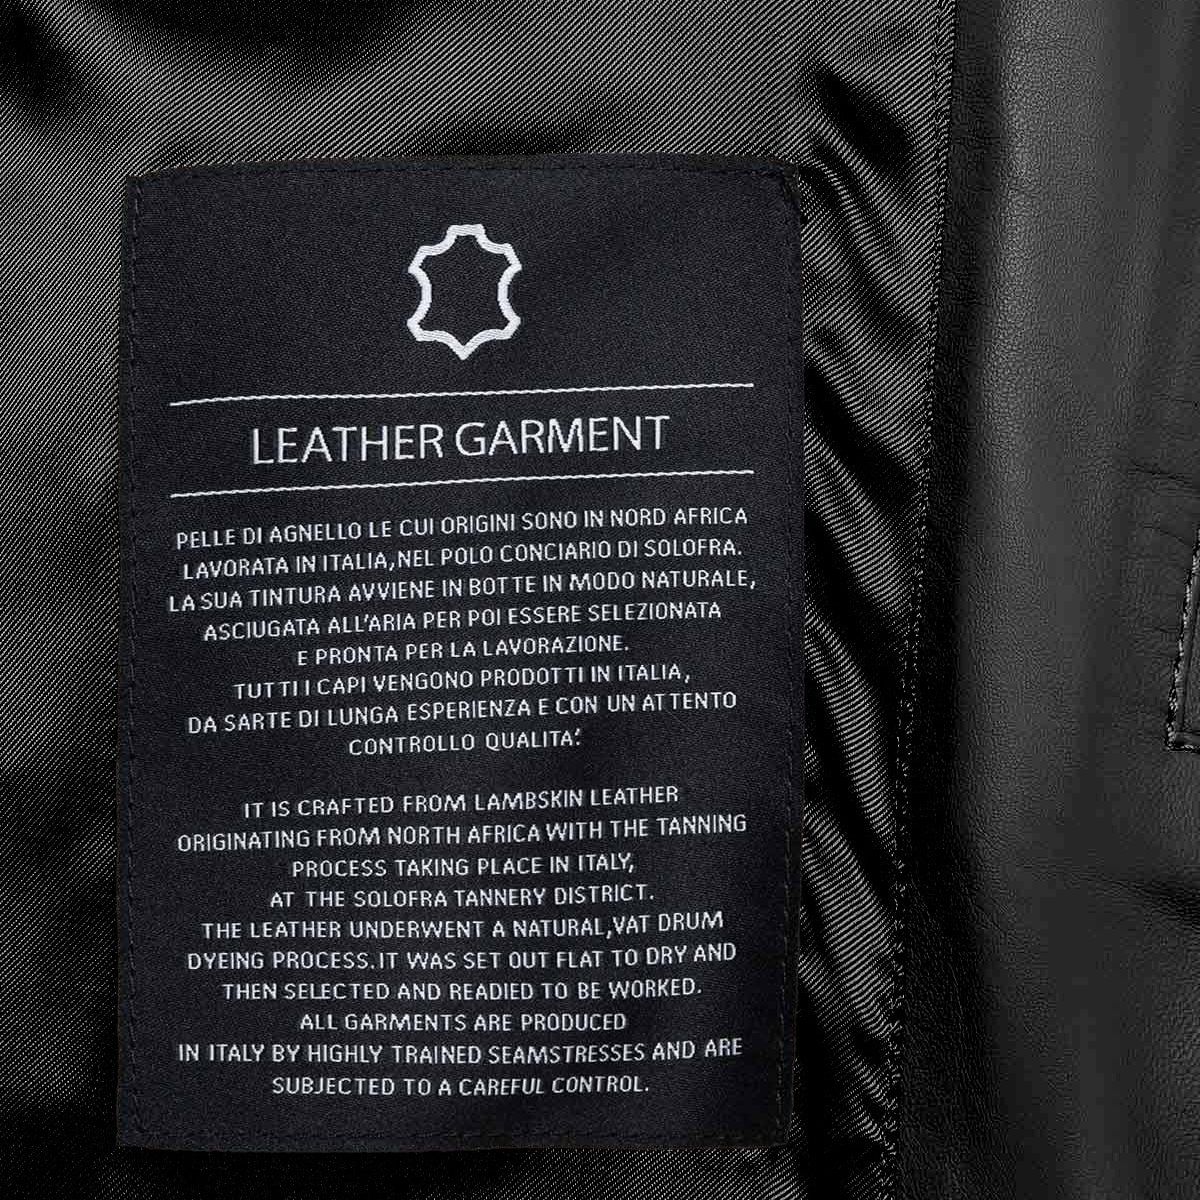 LEATHER GARMENT
PELLE DI AGNELLO LE CUI ORIGINI SONO IN NORD AFRICA
LAVORATA IN ITALIA,NEL POLO CONCIARIO DI SOLOFRA.
LA SUA TINTURA AVVIENE IN BOTTE IN MODO NATURALE,
ASCIUGATA ALL'ARIA PER POI ESSERE SELEZIONATA
E PRONTA PER LA LAVORAZIONE.
TUTTI I CAPI VENGONO PRODOTTI IN ITALIA,
DA SARTE DI LUNGA ESPERIENZA E CON UN ATTENTO
CONTROLLO QUALITA'.
IT IS CRAFTED FROM LAMBSKIN LEATHER
ORIGINATING FROM NORTH AFRICA WITH THE TANNING
PROCESS TAKING PLACE IN ITALY,
AT THE SOLOFRA TANNERY DISTRICT.
THE LEATHER UNDERWENT A NATURAL,VAT DRUM
DYEING PROCESS.IT WAS SET OUT FLAT TO DRY AND
THEN SELECTED AND READIED TO BE WORKED.
ALL GARMENTS ARE PRODUCED
IN ITALY BY HIGHLY TRAINED SEAMSTRESSES AND ARE
SUBJECTED TO A CAREFUL CONTROL.